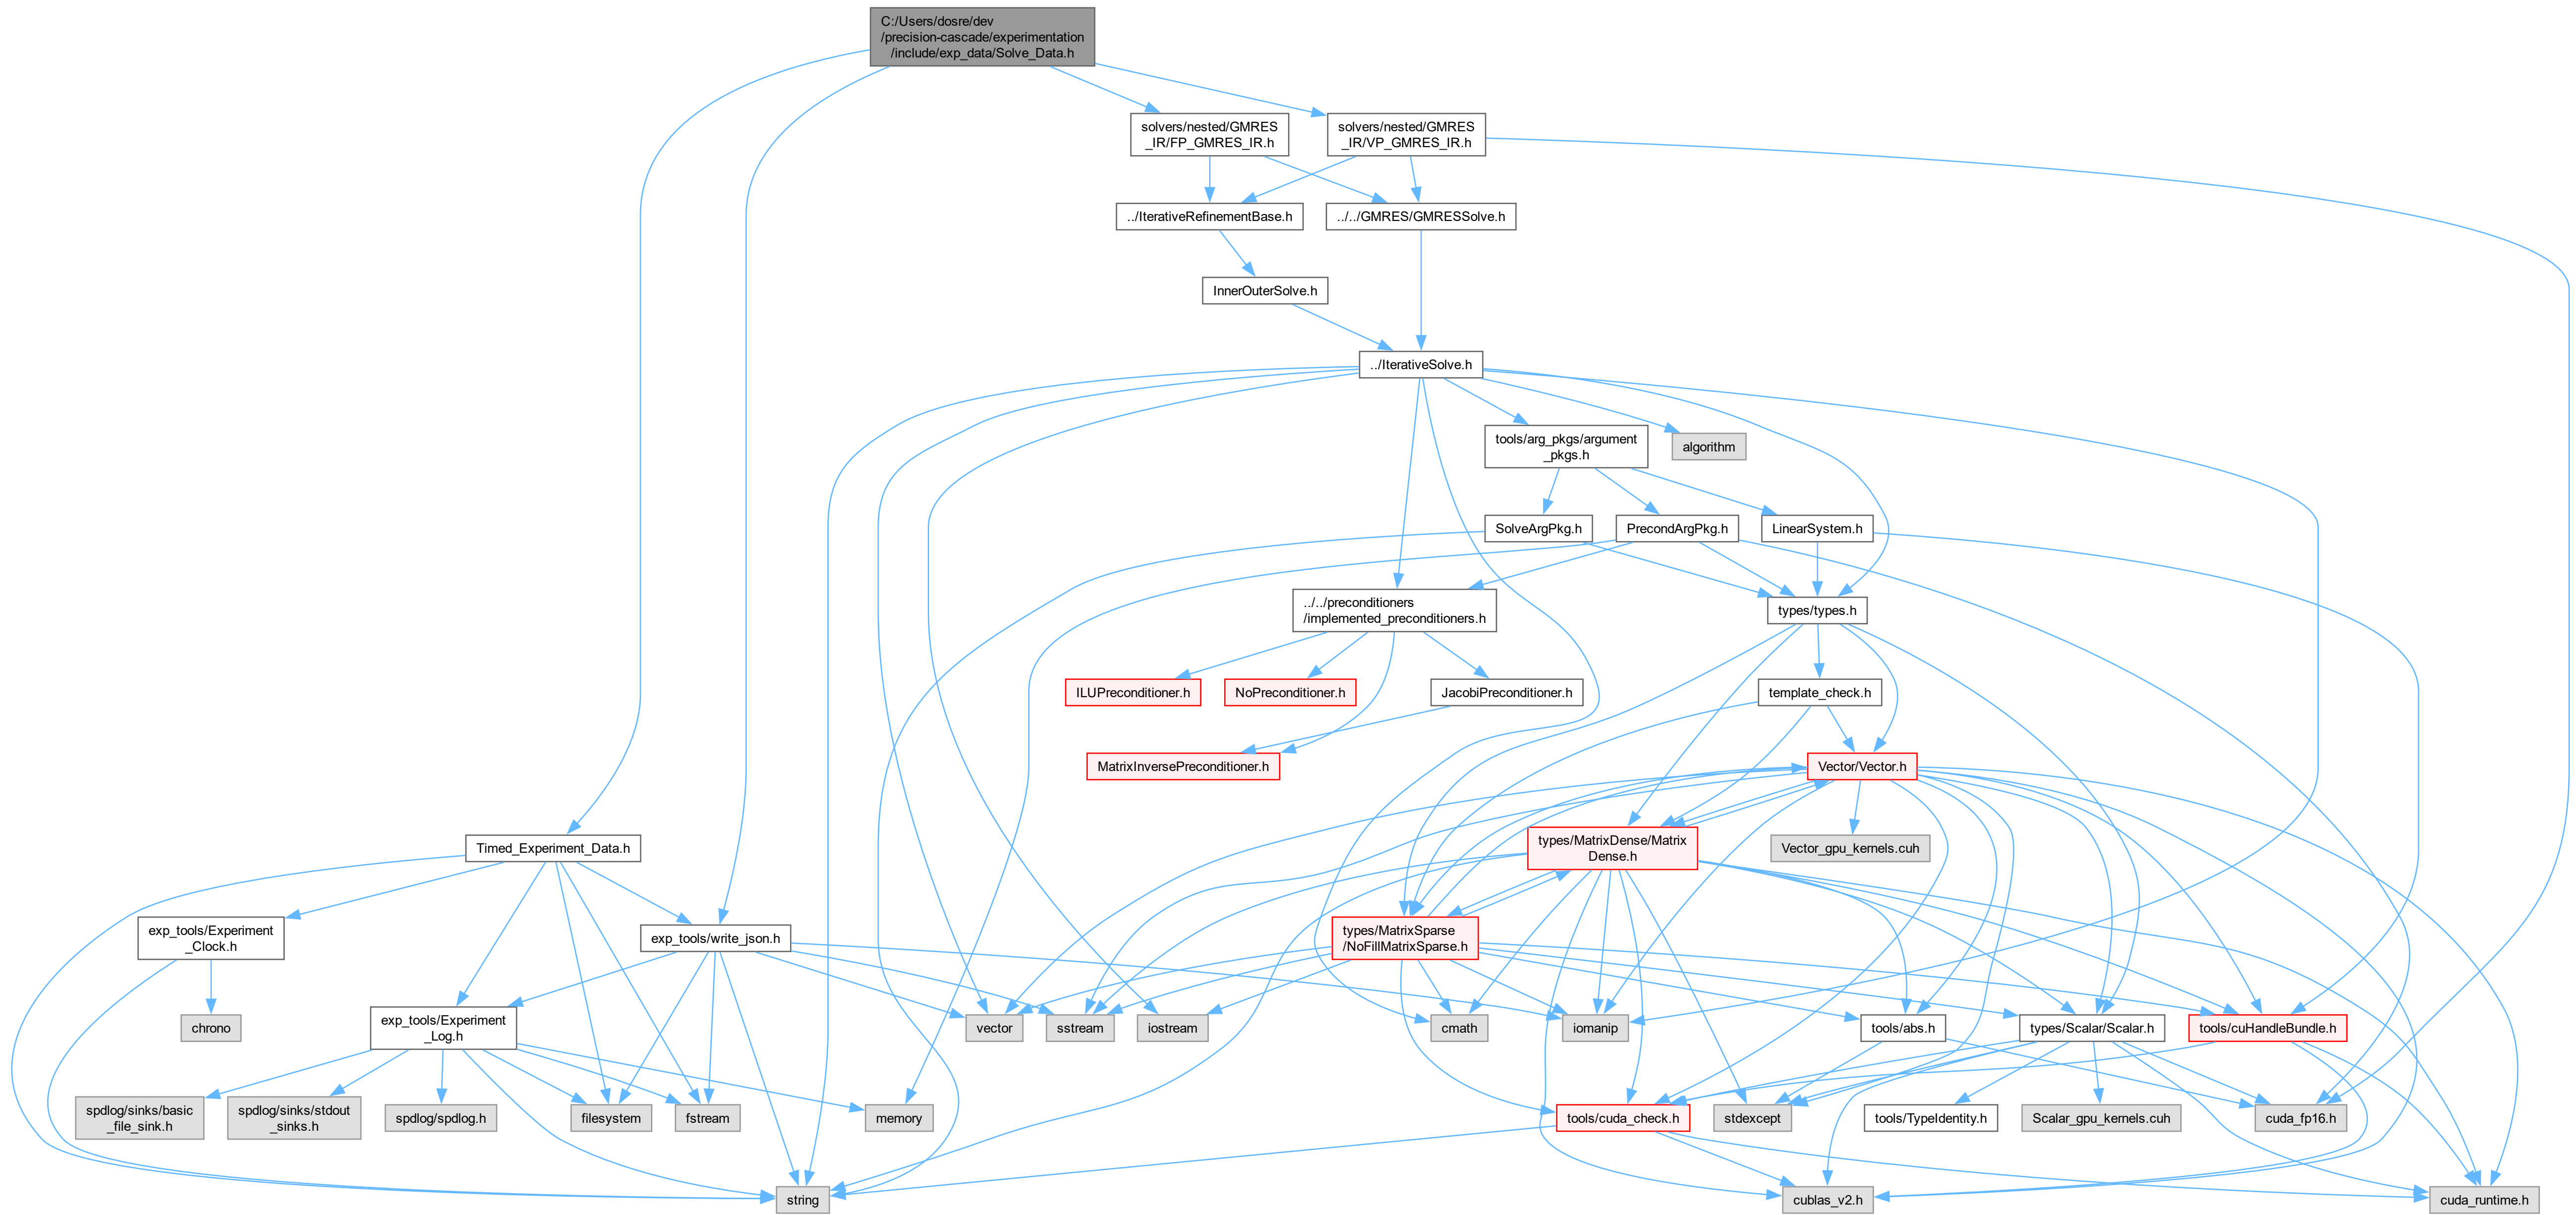 C:/Users/dosre/dev
/precision-cascade/experimentation
/include/exp_data/Solve_Data.h
solvers/nested/GMRES
_IR/FP_GMRES_IR.h
solvers/nested/GMRES
_IR/VP_GMRES_IR.h
../IterativeRefinementBase.h
../../GMRES/GMRESSolve.h
InnerOuterSolve.h
../IterativeSolve.h
tools/arg_pkgs/argument
_pkgs.h
algorithm
SolveArgPkg.h
PrecondArgPkg.h
LinearSystem.h
../../preconditioners
/implemented_preconditioners.h
types/types.h
ILUPreconditioner.h
NoPreconditioner.h
JacobiPreconditioner.h
template_check.h
MatrixInversePreconditioner.h
Vector/Vector.h
Timed_Experiment_Data.h
types/MatrixDense/Matrix
Dense.h
Vector_gpu_kernels.cuh
exp_tools/Experiment
_Clock.h
exp_tools/write_json.h
types/MatrixSparse
/NoFillMatrixSparse.h
exp_tools/Experiment
_Log.h
chrono
vector
sstream
iostream
cmath
iomanip
tools/abs.h
types/Scalar/Scalar.h
tools/cuHandleBundle.h
spdlog/sinks/basic
_file_sink.h
spdlog/sinks/stdout
_sinks.h
spdlog/spdlog.h
filesystem
fstream
memory
tools/cuda_check.h
stdexcept
tools/TypeIdentity.h
Scalar_gpu_kernels.cuh
cuda_fp16.h
string
cublas_v2.h
cuda_runtime.h